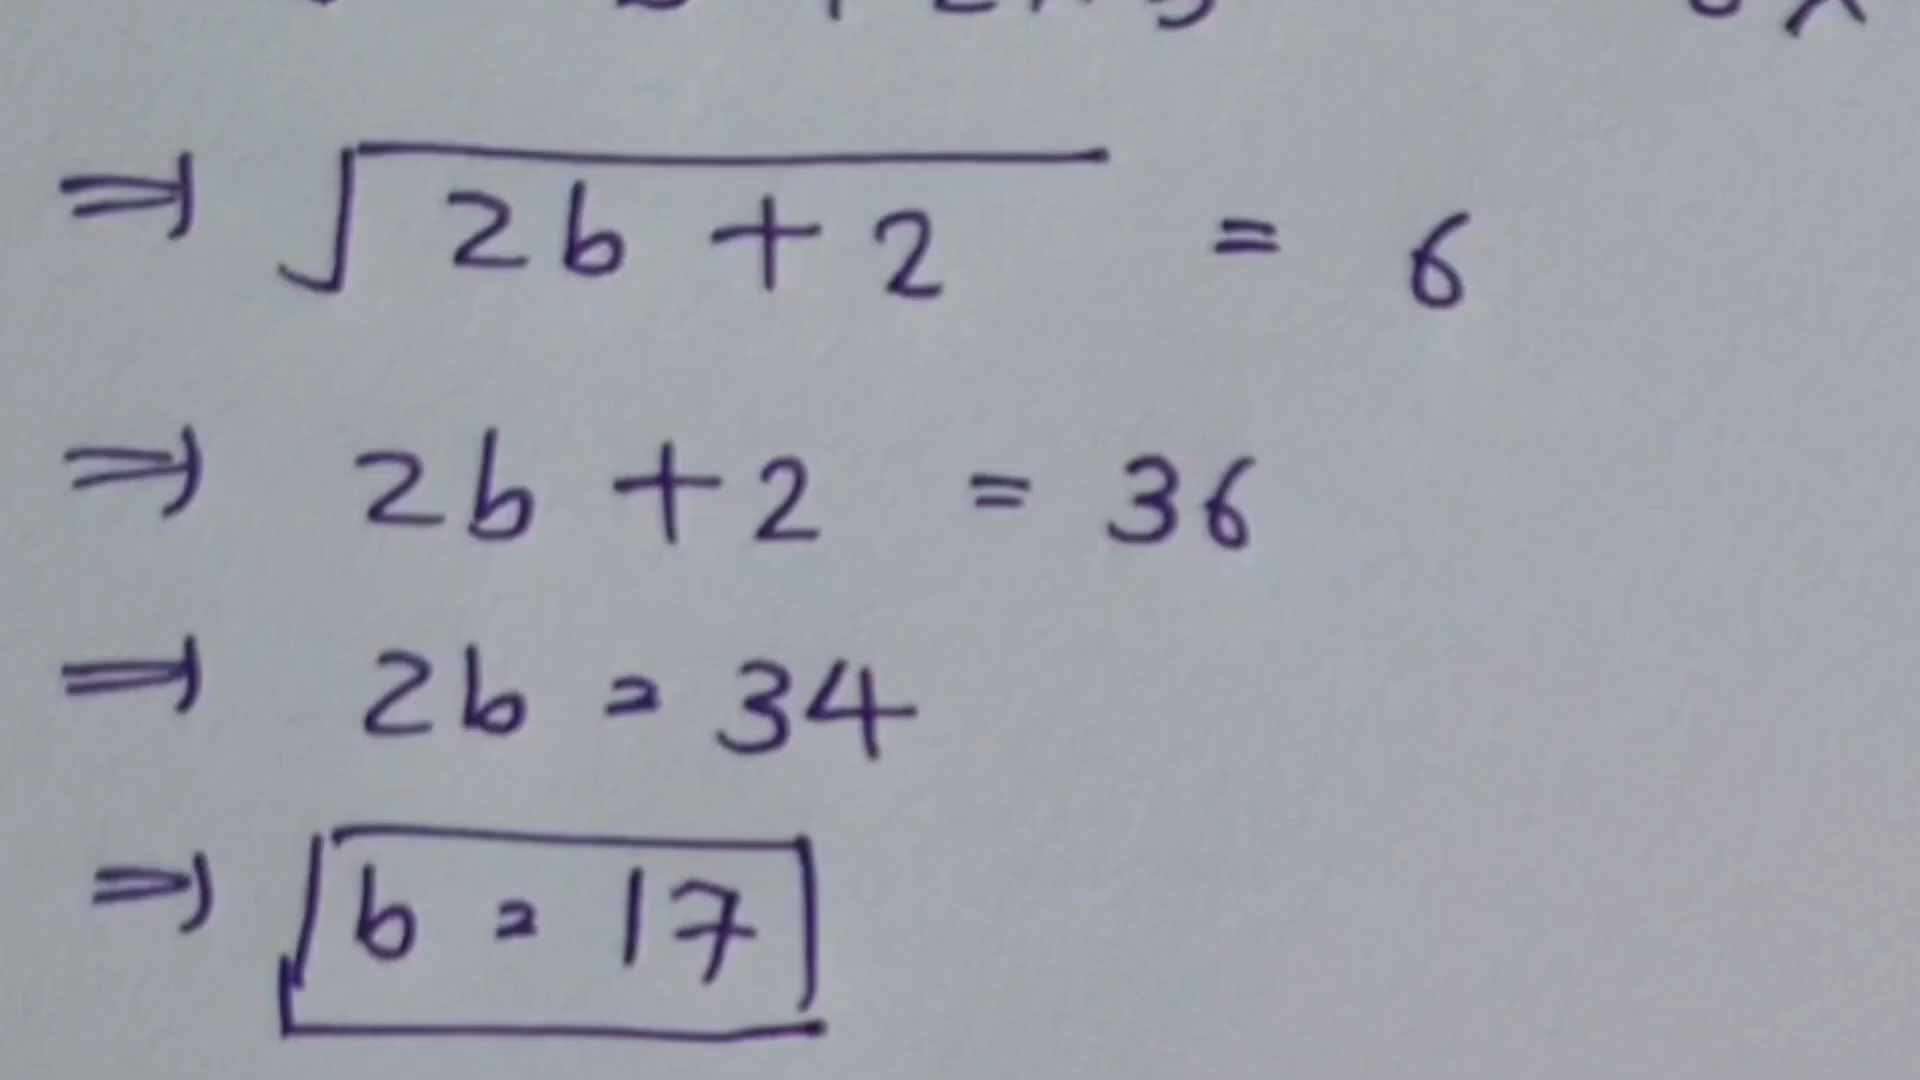 ⇒ √(2b + 2) = 6
⇒ 2b + 2 = 36
⇒ 2b = 34
⇒ b = 17